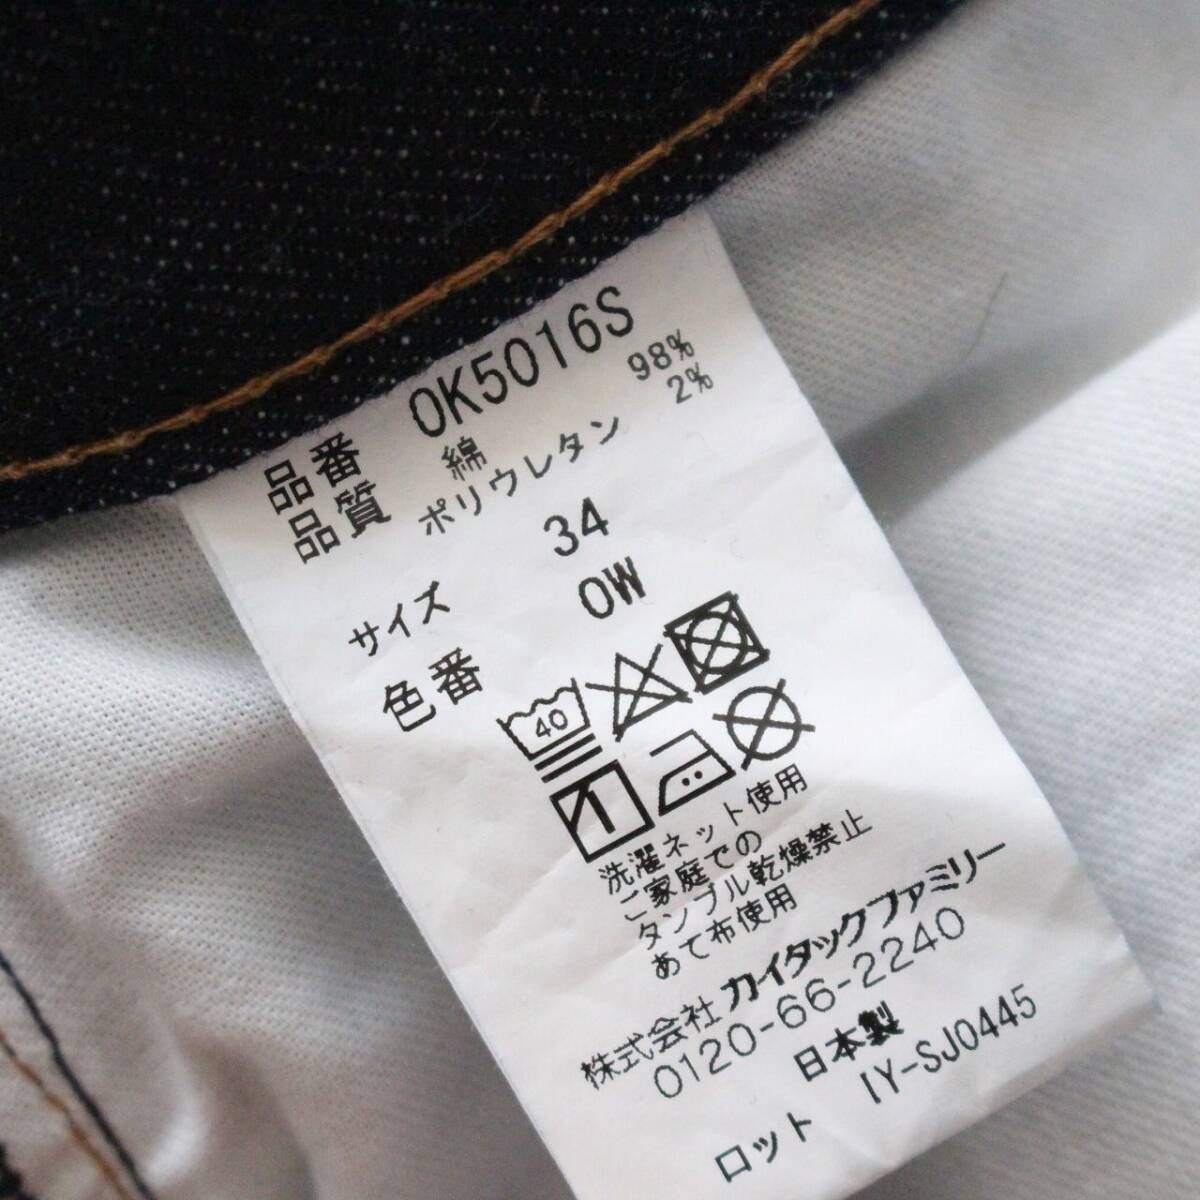 品番 OK5016S
品質 綿 98%
ポリウレタン 2%
サイズ 34
色番 OW
40
洗濯ネット使用
ご家庭での
タンブル乾燥禁止
あて布使用
株式会社 カイタックファミリー
0120-66-2240
日本製
ロット IY-SJ0445